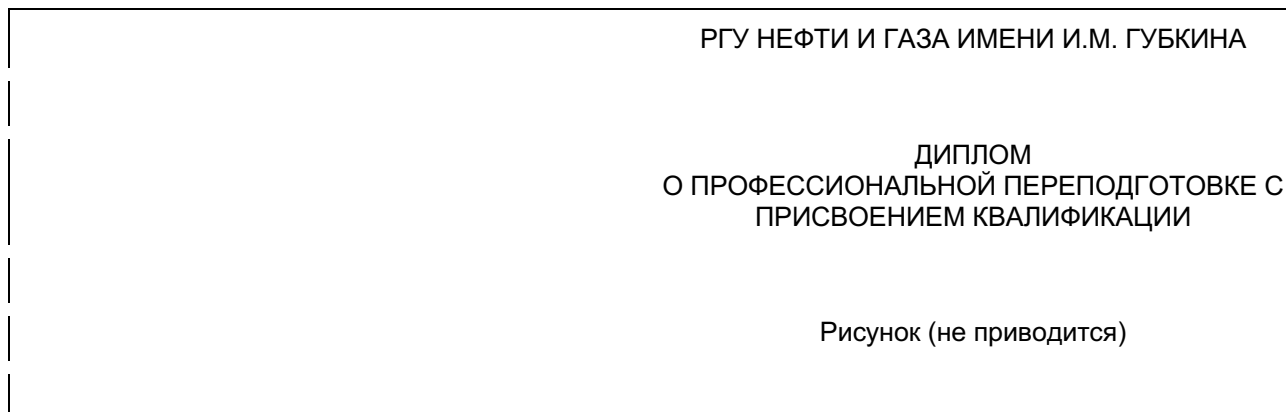 РГУ НЕФТИ И ГАЗА ИМЕНИ И.М. ГУБКИНА
ДИПЛОМ
О ПРОФЕССИОНАЛЬНОЙ ПЕРЕПОДГОТОВКЕ С
ПРИСВОЕНИЕМ КВАЛИФИКАЦИИ
Рисунок (не приводится)